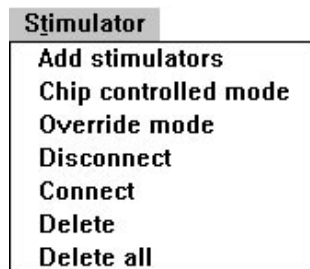 Stimulator
Add stimulators
Chip controlled mode
Override mode
Disconnect
Connect
Delete
Delete all